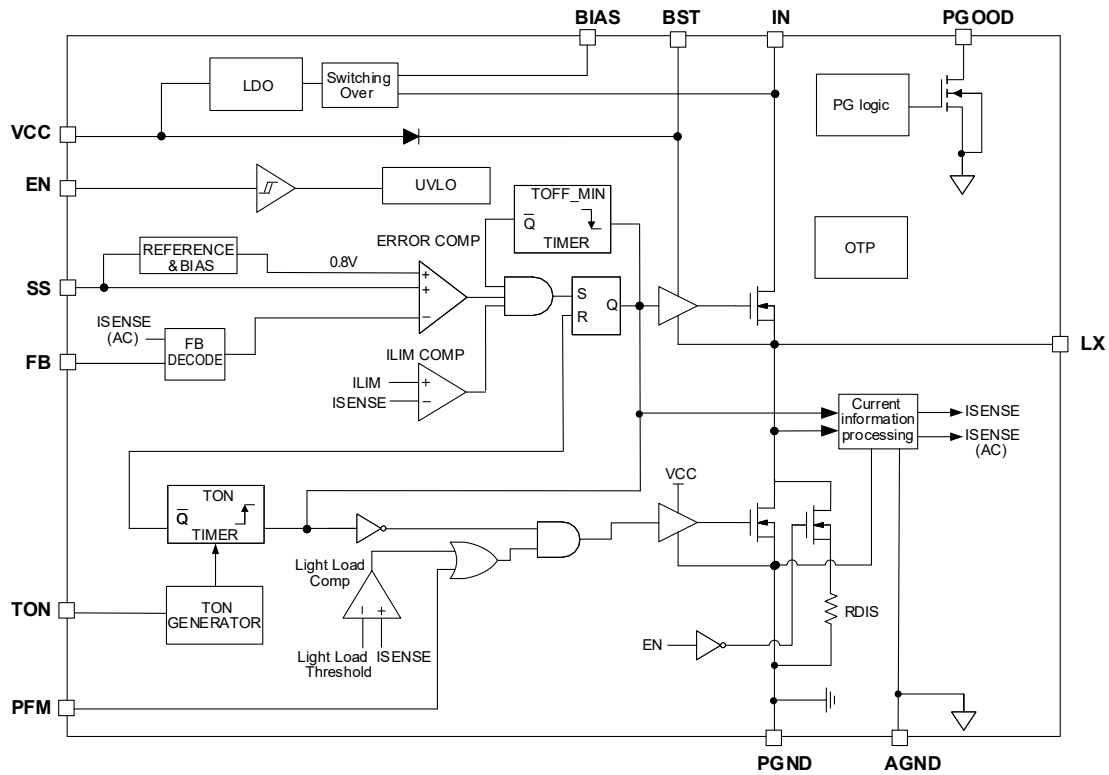 BIAS
BST
IN
PGOOD
LDO
Switching
Over
PG logic
VCC
EN
UVLO
TOFF_MIN
Q
TIMER
ERROR COMP
OTP
REFERENCE
& BIAS
0.8V
SS
+
+
−
S
R
Q
ISENSE
(AC)
FB
DECODE
FB
ILIM COMP
ILIM
ISENSE
+
−
LX
Current
information
processing
ISENSE
ISENSE
(AC)
VCC
TON
Q
TIMER
Light Load
Comp
− +
TON
TON
GENERATOR
RDIS
EN
Light Load
Threshold
ISENSE
PFM
PGND
AGND